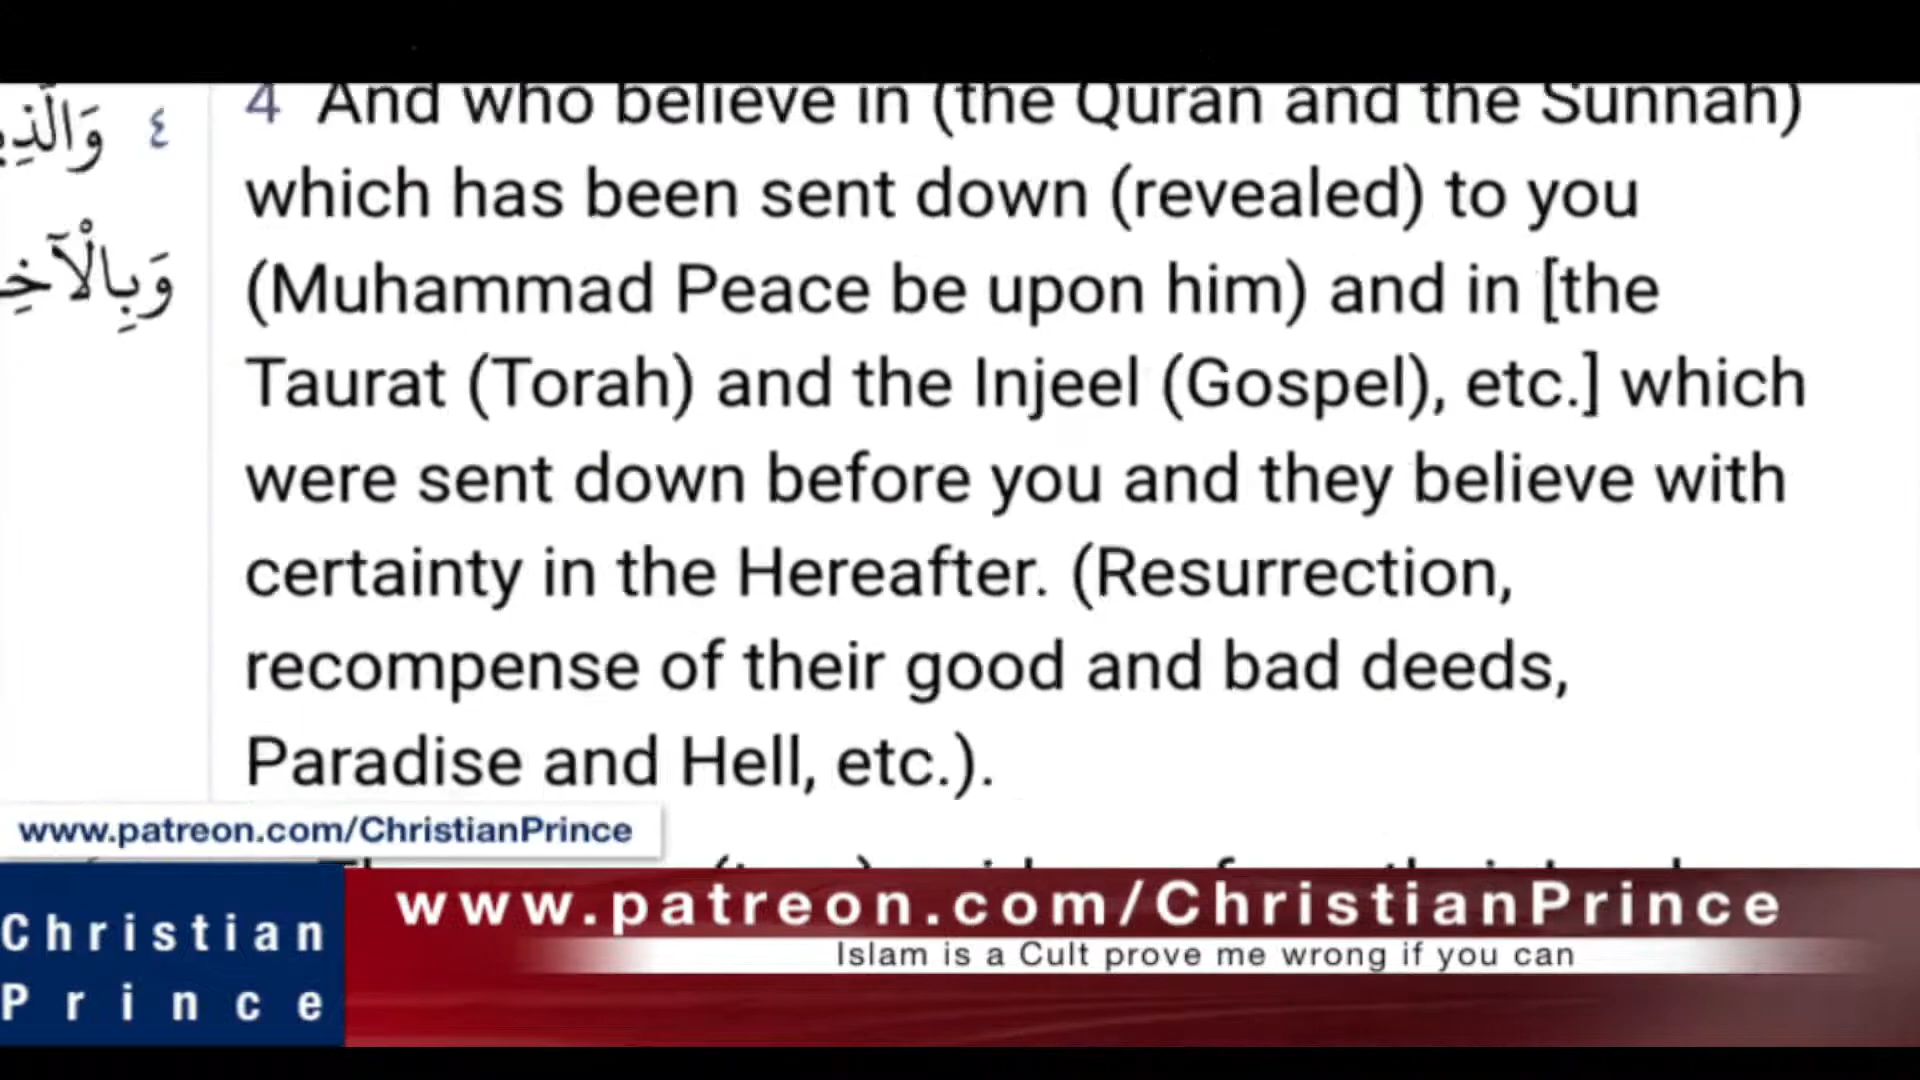 ٤ وَالَّذِي
وَبِالْآخِ
4 And who believe in (the Quran and the Sunnah)
which has been sent down (revealed) to you
(Muhammad Peace be upon him) and in [the
Taurat (Torah) and the Injeel (Gospel), etc.] which
were sent down before you and they believe with
certainty in the Hereafter. (Resurrection,
recompense of their good and bad deeds,
Paradise and Hell, etc.).
www.patreon.com/ChristianPrince
Christian
Prince
www.patreon.com/ChristianPrince
Islam is a Cult prove me wrong if you can